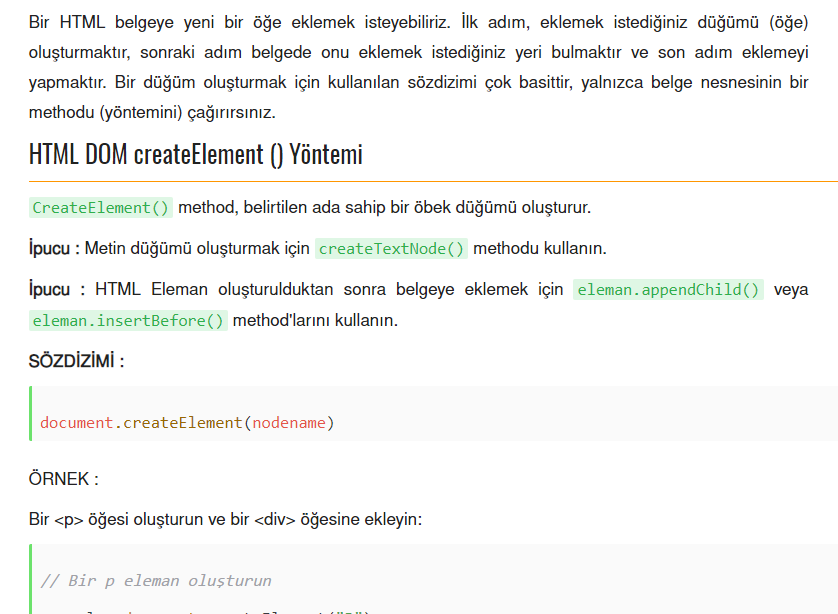 Bir HTML belgeye yeni bir öğe eklemek isteyebiliriz. İlk adım, eklemek istediğiniz düğümü (öğe)
oluşturmaktır, sonraki adım belgede onu eklemek istediğiniz yeri bulmaktır ve son adım eklemeyi
yapmaktır. Bir düğüm oluşturmak için kullanılan sözdizimi çok basittir, yalnızca belge nesnesinin bir
methodu (yöntemini) çağırırsınız.
HTML DOM createElement () Yöntemi
CreateElement() method, belirtilen ada sahip bir öbek düğümü oluşturur.
İpucu : Metin düğümü oluşturmak için createTextNode() methodu kullanın.
İpucu : HTML Eleman oluşturulduktan sonra belgeye eklemek için eleman.appendChild() veya
eleman.insertBefore() method'larını kullanın.
SÖZDİZİMİ :
document.createElement(nodename)
ÖRNEK :
Bir <p> öğesi oluşturun ve bir <div> öğesine ekleyin:
// Bir p eleman oluşturun